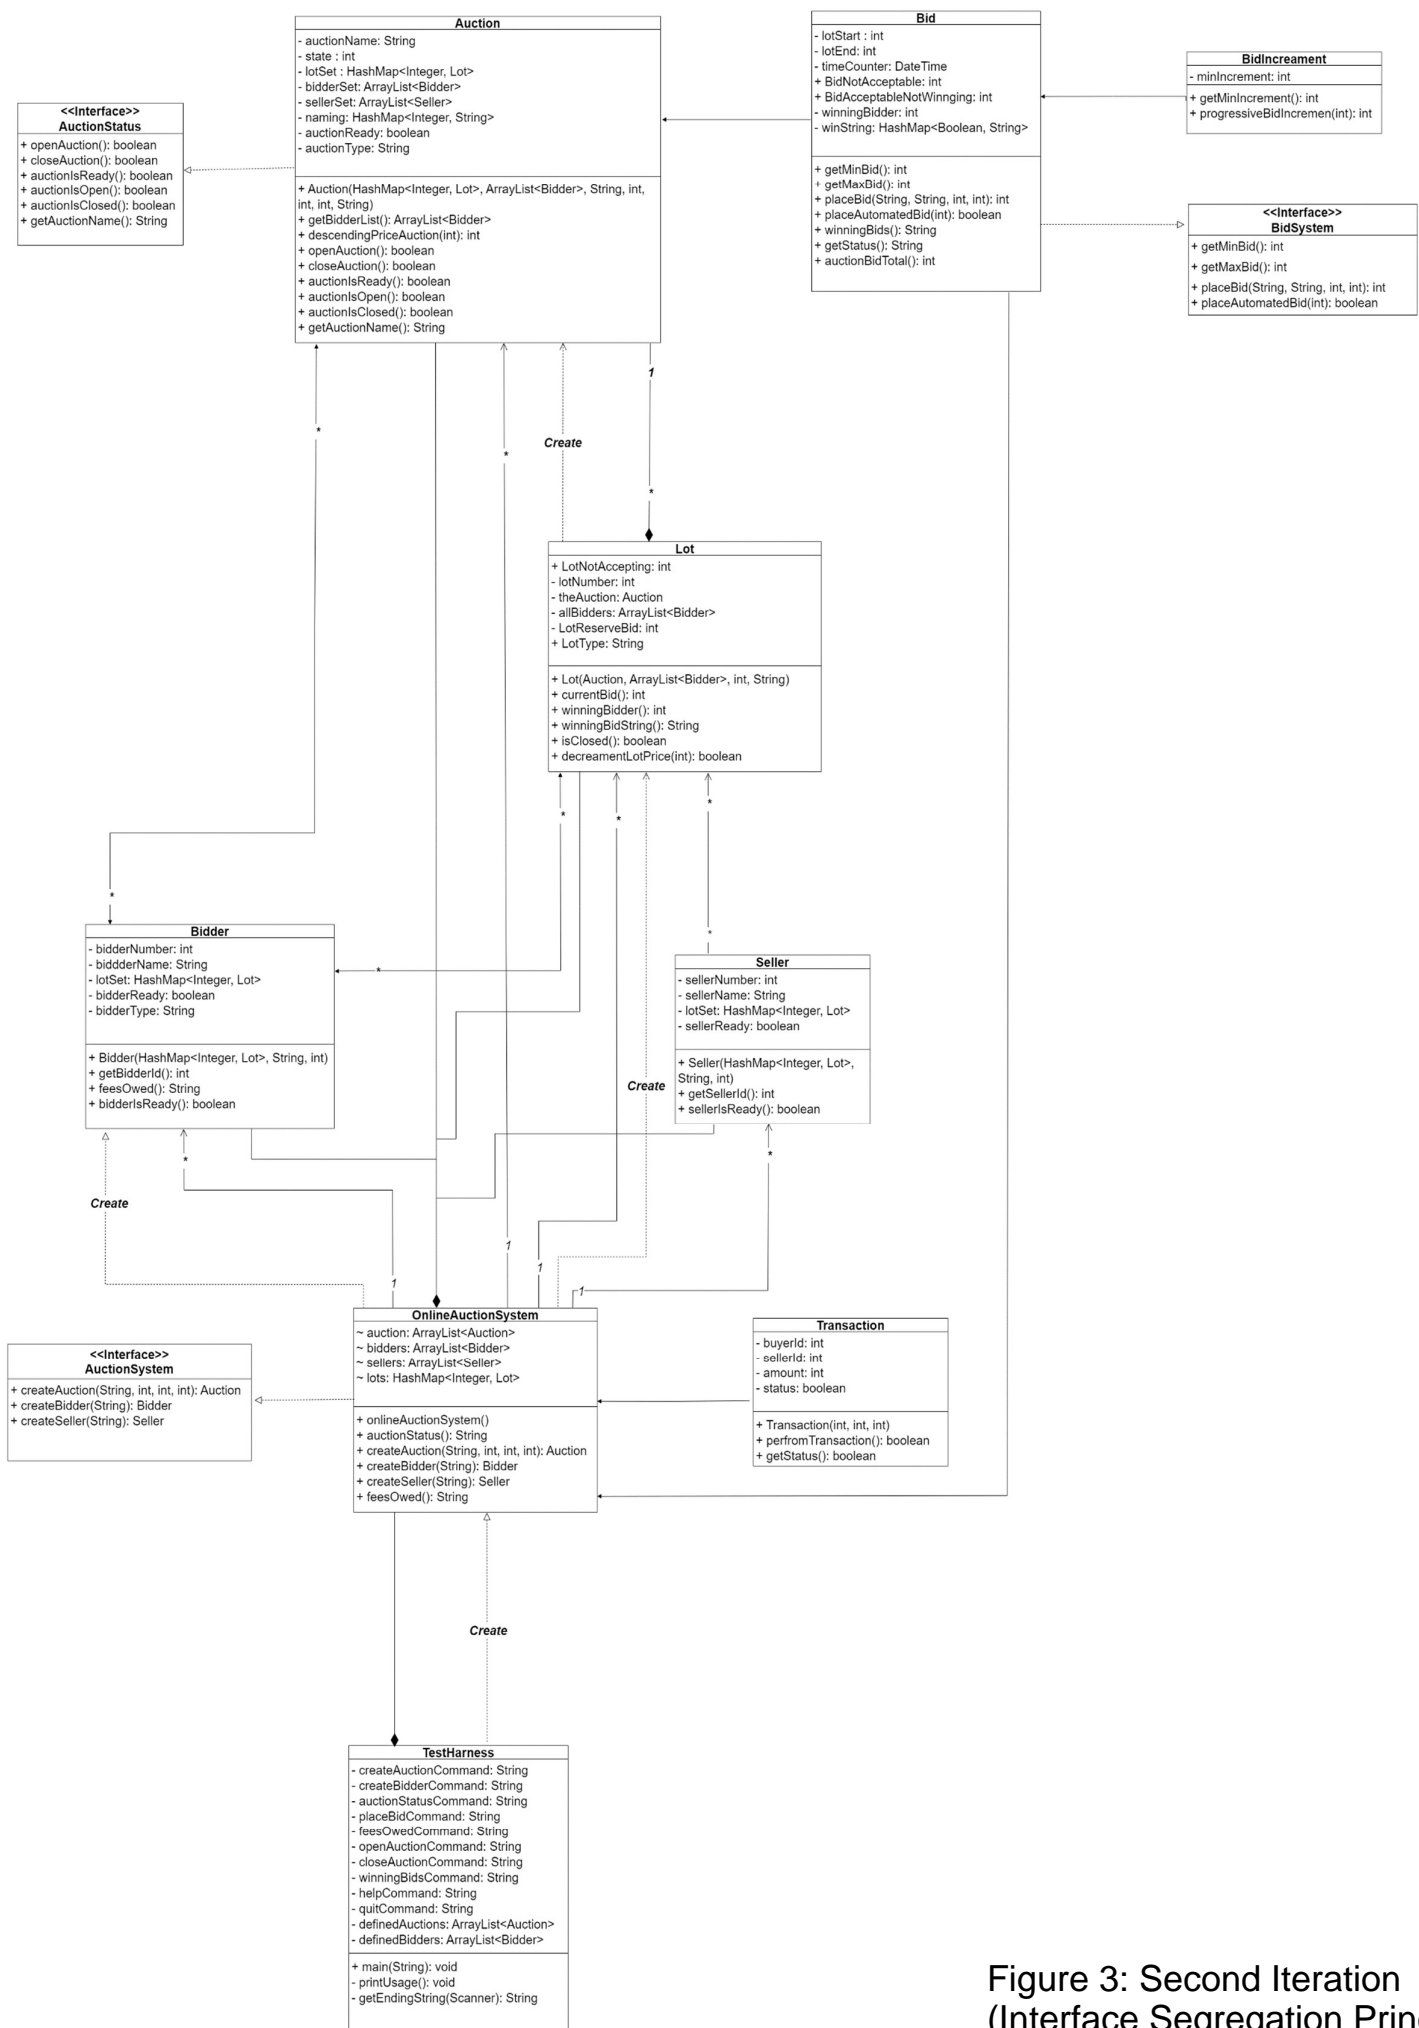 Auction
- auctionName: String
- state : int
- lotSet : HashMap<Integer, Lot>
- bidderSet: ArrayList<Bidder>
- sellerSet: ArrayList<Seller>
- naming: HashMap<Integer, String>
- auctionReady: boolean
- auctionType: String
+ Auction(HashMap<Integer, Lot>, ArrayList<Bidder>, String, int,
int, int, String)
+ getBidderList(): ArrayList<Bidder>
+ descendingPriceAuction(int): int
+ openAuction(): boolean
+ closeAuction(): boolean
+ auctionIsReady(): boolean
+ auctionIsOpen(): boolean
+ auctionIsClosed(): boolean
+ getAuctionName(): String
Bid
- lotStart : int
- lotEnd: int
- timeCounter: DateTime
+ BidNotAcceptable: int
+ BidAcceptableNotWinnging: int
- winningBidder: int
- winString: HashMap<Boolean, String>
+ getMinBid(): int
+ getMaxBid(): int
+ placeBid(String, String, int, int): int
+ placeAutomatedBid(int): boolean
+ winningBids(): String
+ getStatus(): String
+ auctionBidTotal(): int
BidIncreament
- minIncrement: int
+ getMinIncrement(): int
+ progressiveBidIncremen(int): int
<<Interface>>
AuctionStatus
+ openAuction(): boolean
+ closeAuction(): boolean
+ auctionIsReady(): boolean
+ auctionIsOpen(): boolean
+ auctionIsClosed(): boolean
+ getAuctionName(): String
<<Interface>>
BidSystem
+ getMinBid(): int
+ getMaxBid(): int
+ placeBid(String, String, int, int): int
+ placeAutomatedBid(int): boolean
1
*
Create
*
*
Lot
+ LotNotAccepting: int
- lotNumber: int
- theAuction: Auction
- allBidders: ArrayList<Bidder>
- LotReserveBid: int
+ LotType: String
+ Lot(Auction, ArrayList<Bidder>, int, String)
+ currentBid(): int
+ winningBidder(): int
+ winningBidString(): String
+ isClosed(): boolean
+ decreamentLotPrice(int): boolean
*
*
*
*
*
*
Bidder
- bidderNumber: int
- biddderName: String
- lotSet: HashMap<Integer, Lot>
- bidderReady: boolean
- bidderType: String
+ Bidder(HashMap<Integer, Lot>, String, int)
+ getBidderId(): int
+ feesOwed(): String
+ bidderIsReady(): boolean
Seller
- sellerNumber: int
- sellerName: String
- lotSet: HashMap<Integer, Lot>
- sellerReady: boolean
+ Seller(HashMap<Integer, Lot>,
String, int)
+ getSellerId(): int
+ sellerIsReady(): boolean
Create
*
*
Create
1
1
1
1
OnlineAuctionSystem
~ auction: ArrayList<Auction>
~ bidders: ArrayList<Bidder>
~ sellers: ArrayList<Seller>
~ lots: HashMap<Integer, Lot>
+ onlineAuctionSystem()
+ auctionStatus(): String
+ createAuction(String, int, int, int): Auction
+ createBidder(String): Bidder
+ createSeller(String): Seller
+ feesOwed(): String
<<Interface>>
AuctionSystem
+ createAuction(String, int, int, int): Auction
+ createBidder(String): Bidder
+ createSeller(String): Seller
Transaction
- buyerId: int
- sellerId: int
- amount: int
- status: boolean
+ Transaction(int, int, int)
+ perfromTransaction(): boolean
+ getStatus(): boolean
Create
TestHarness
- createAuctionCommand: String
- createBidderCommand: String
- auctionStatusCommand: String
- placeBidCommand: String
- feesOwedCommand: String
- openAuctionCommand: String
- closeAuctionCommand: String
- winningBidsCommand: String
- helpCommand: String
- quitCommand: String
- definedAuctions: ArrayList<Auction>
- definedBidders: ArrayList<Bidder>
+ main(String): void
- printUsage(): void
- getEndingString(Scanner): String
Figure 3: Second Iteration
(Interface Segregation